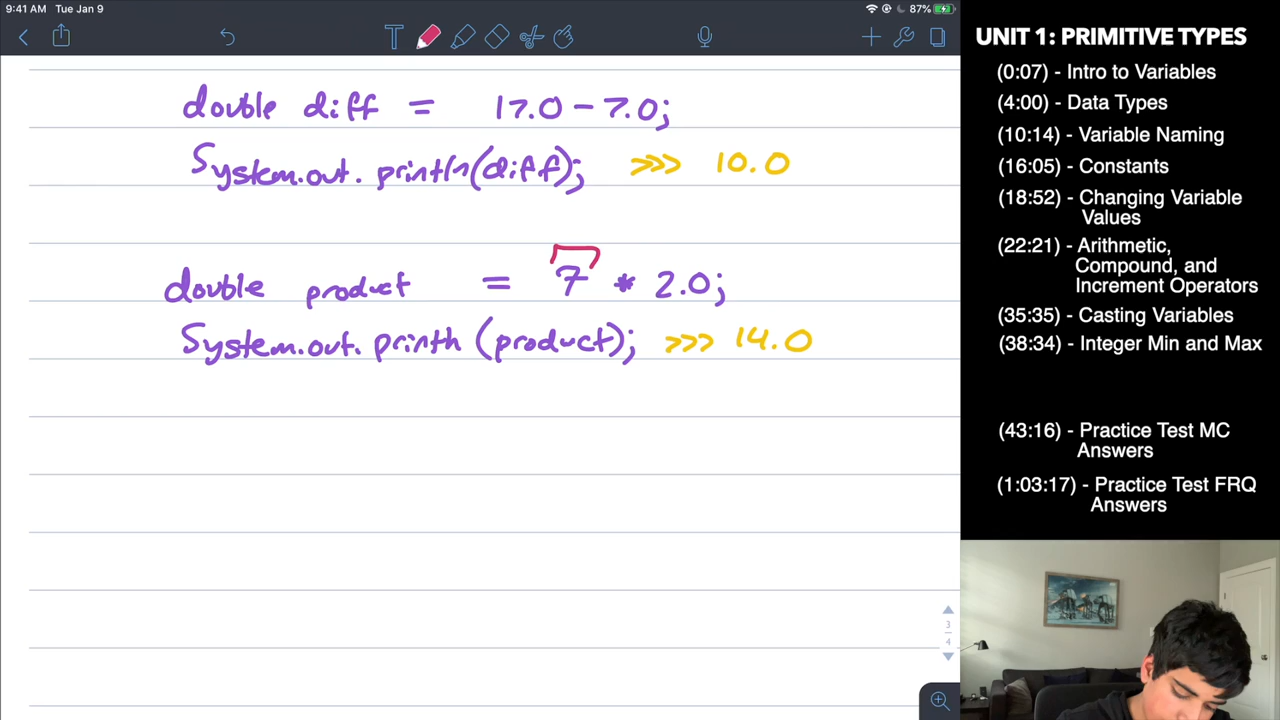 9:41 AM Tue Jan 9
87%
T
double diff = 17.0 - 7.0;
System.out.println(diff); >>> 10.0
double product = 7 * 2.0;
System.out.println (product); >>> 14.0
3
4
UNIT 1: PRIMITIVE TYPES
(0:07) - Intro to Variables
(4:00) - Data Types
(10:14) - Variable Naming
(16:05) - Constants
(18:52) - Changing Variable
Values
(22:21) - Arithmetic,
Compound, and
Increment Operators
(35:35) - Casting Variables
(38:34) - Integer Min and Max
(43:16) - Practice Test MC
Answers
(1:03:17) - Practice Test FRQ
Answers